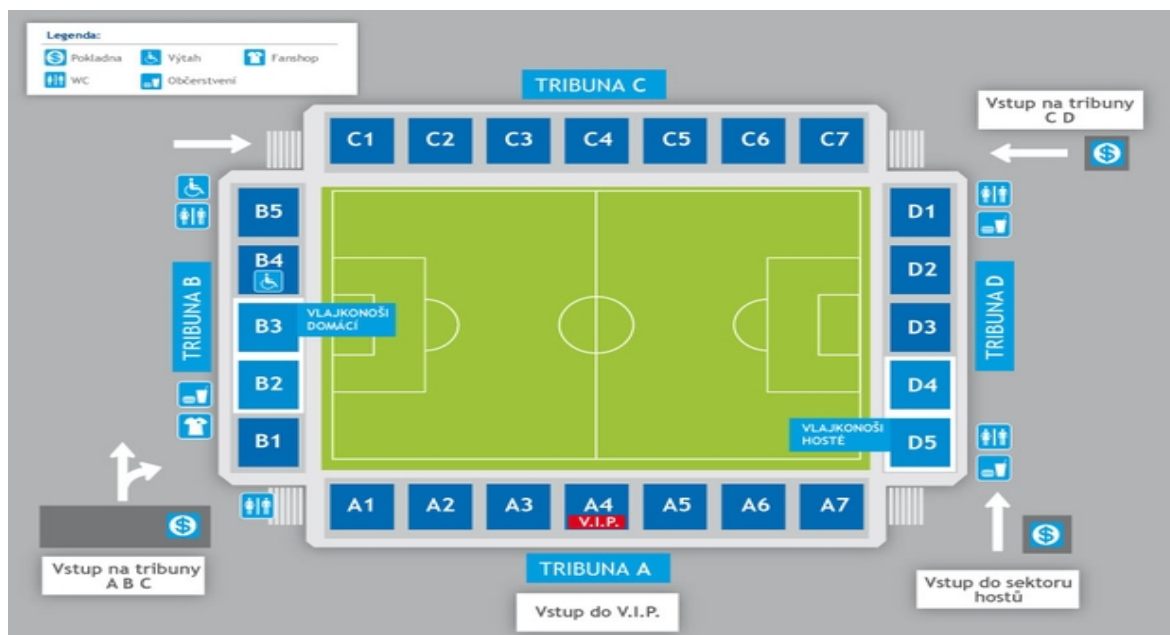 Legenda:
Pokladna
Výtah
Fanshop
WC
Občerstvení
TRIBUNA C
Vstup na tribuny
C D
C1 C2 C3 C4 C5 C6 C7
B5
B4
B3
B2
B1
TRIBUNA B
VLAJKONOŠI
DOMÁCÍ
D1
D2
D3
D4
D5
TRIBUNA D
VLAJKONOŠI
HOSTÉ
A1 A2 A3 A4 A5 A6 A7
V.I.P.
TRIBUNA A
Vstup na tribuny
A B C
Vstup do V.I.P.
Vstup do sektoru
hostů